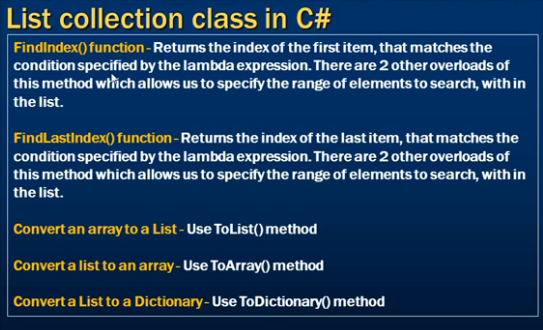 List collection class in C#
FindIndex() function - Returns the index of the first item, that matches the
condition specified by the lambda expression. There are 2 other overloads of
this method which allows us to specify the range of elements to search, with in
the list.
FindLastIndex() function - Returns the index of the last item, that matches the
condition specified by the lambda expression. There are 2 other overloads of
this method which allows us to specify the range of elements to search, with in
the list.
Convert an array to a List - Use ToList() method
Convert a list to an array - Use ToArray() method
Convert a List to a Dictionary - Use ToDictionary() method